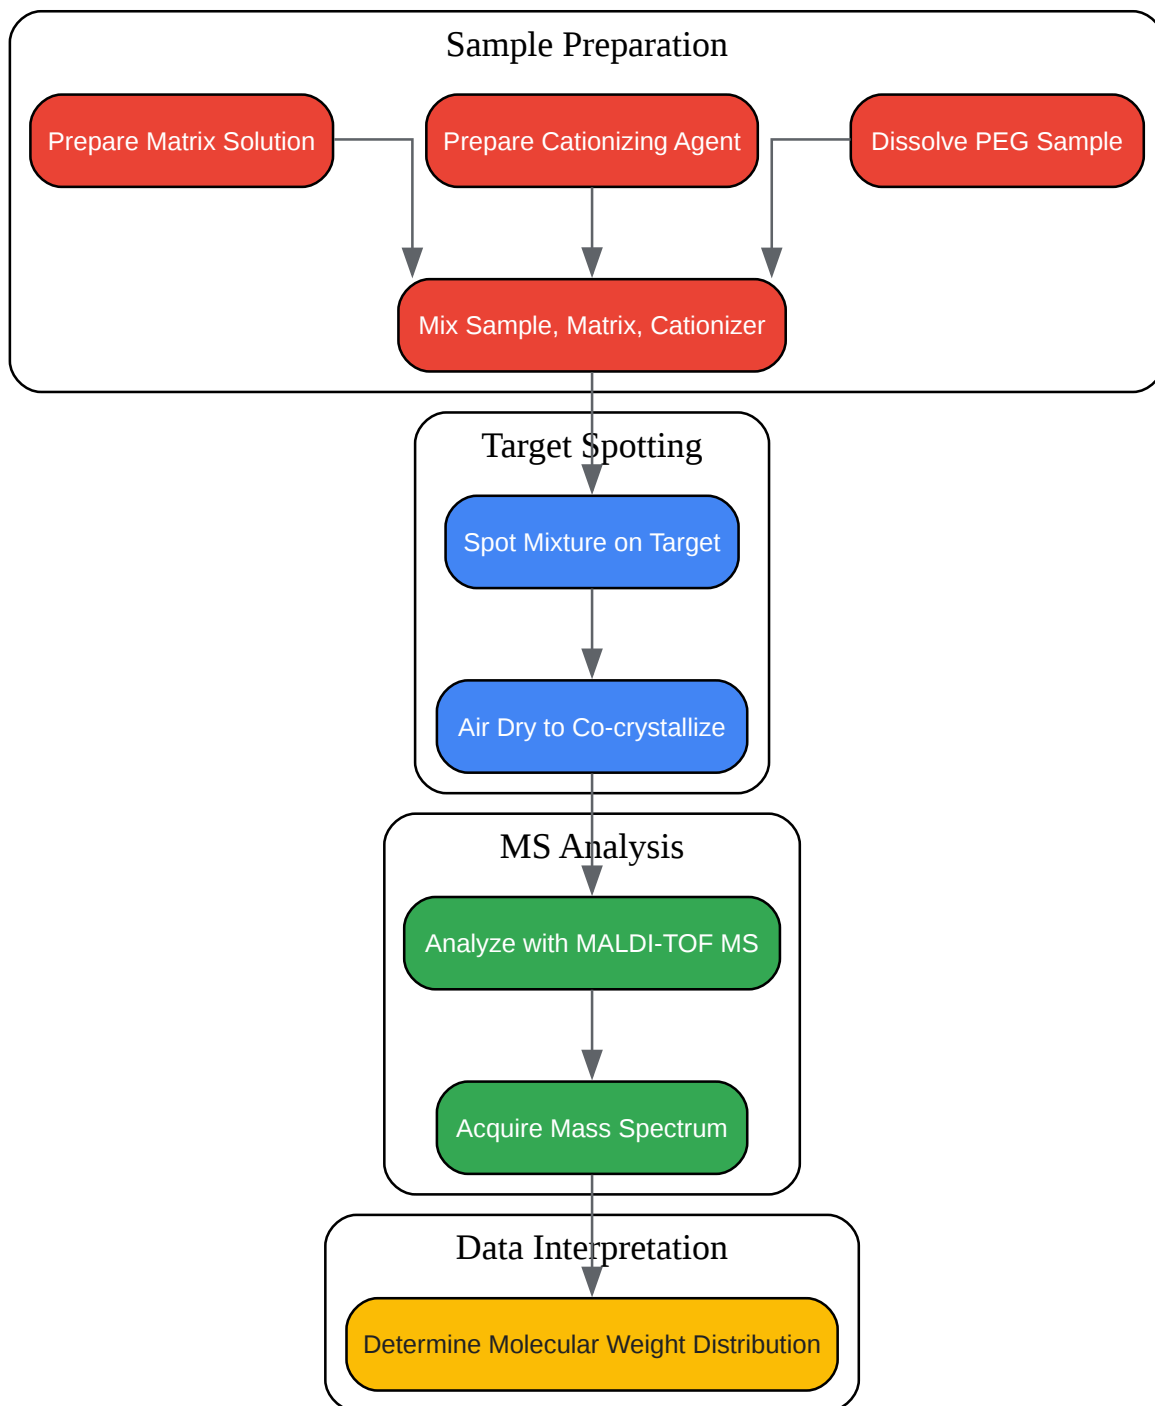 Sample Preparation
Prepare Matrix Solution
Prepare Cationizing Agent
Dissolve PEG Sample
Mix Sample, Matrix, Cationizer
Target Spotting
Spot Mixture on Target
Air Dry to Co-crystallize
MS Analysis
Analyze with MALDI-TOF MS
Acquire Mass Spectrum
Data Interpretation
Determine Molecular Weight Distribution